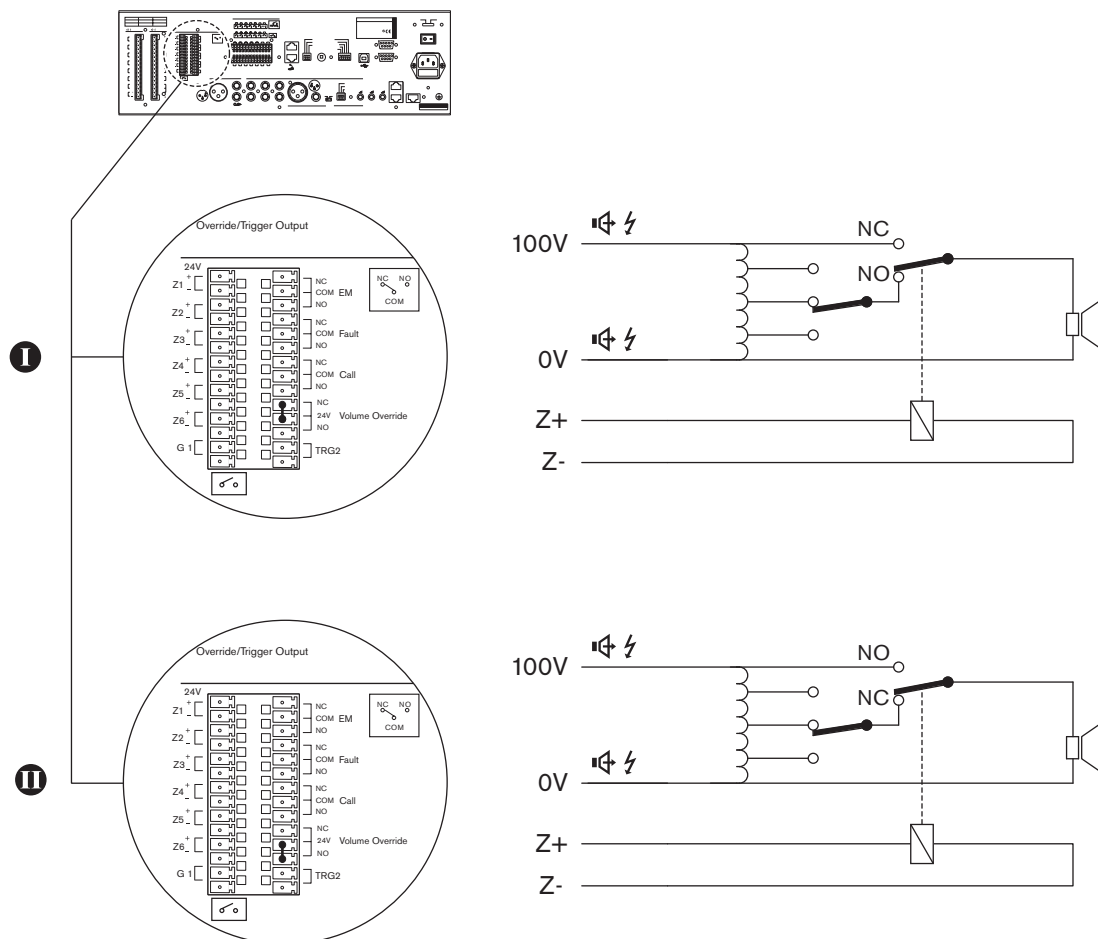 I
Override/Trigger Output
24V
Z1 + -
Z2 + -
Z3 + -
Z4 + -
Z5 + -
Z6 + -
G 1
NC
COM EM
NO
NC
COM Fault
NO
NC
COM Call
NO
NC
24V Volume Override
NO
TRG2
NC NO
COM
100V
NC
NO
0V
Z+
Z-
II
Override/Trigger Output
24V
Z1 + -
Z2 + -
Z3 + -
Z4 + -
Z5 + -
Z6 + -
G 1
NC
COM EM
NO
NC
COM Fault
NO
NC
COM Call
NO
NC
24V Volume Override
NO
TRG2
NC NO
COM
100V
NO
NC
0V
Z+
Z-